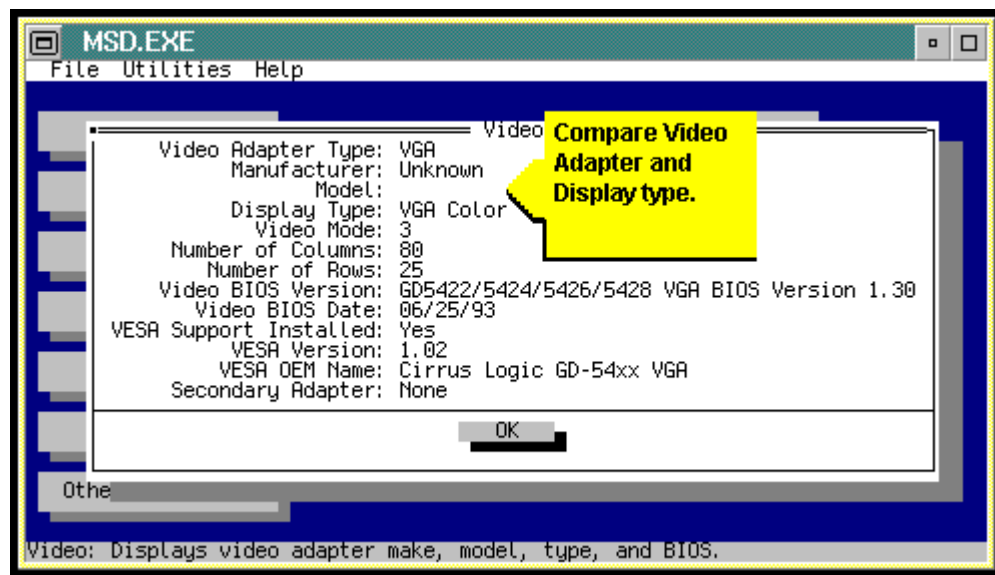 MSD.EXE
File Utilities Help
Video
Compare Video
Adapter and
Display type.
Video Adapter Type: VGA
Manufacturer: Unknown
Model:
Display Type: VGA Color
Video Mode: 3
Number of Columns: 80
Number of Rows: 25
Video BIOS Version: GD5422/5424/5426/5428 VGA BIOS Version 1.30
Video BIOS Date: 06/25/93
VESA Support Installed: Yes
VESA Version: 1.02
VESA OEM Name: Cirrus Logic GD-54xx VGA
Secondary Adapter: None
OK
Othe
Video: Displays video adapter make, model, type, and BIOS.